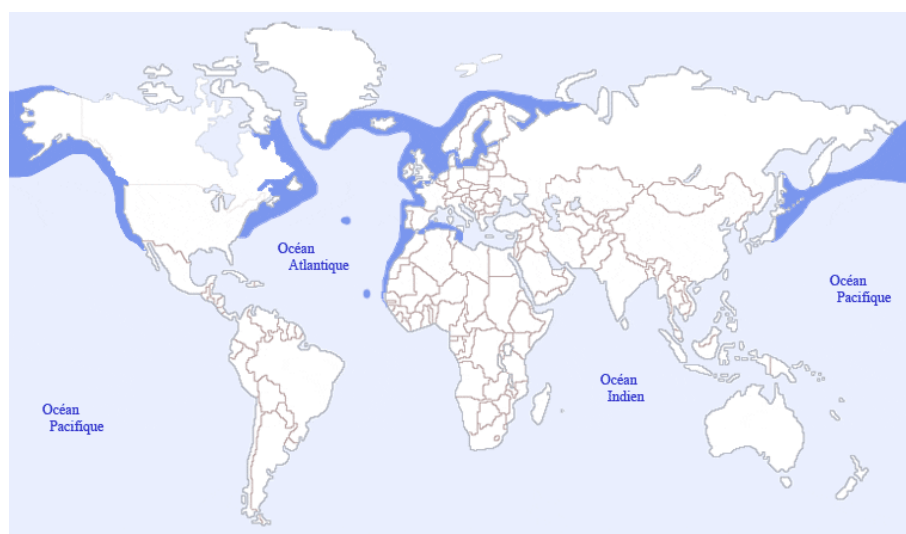 Océan
Atlantique
Océan
Pacifique
Océan
Indien
Océan
Pacifique